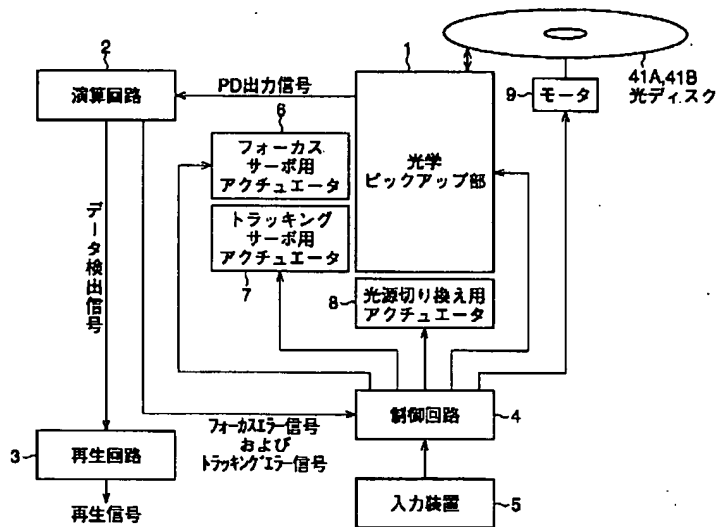 2
演算回路
PD出力信号
1
光学
ピックアップ部
41A,41B
光ディスク
9
モータ
6
フォーカス
サーボ用
アクチュエータ
トラッキング
サーボ用
アクチュエータ
7
8
光源切り換え用
アクチュエータ
データ検出信号
制御回路
4
フォーカスエラー信号
および
トラッキングエラー信号
3
再生回路
再生信号
入力装置
5